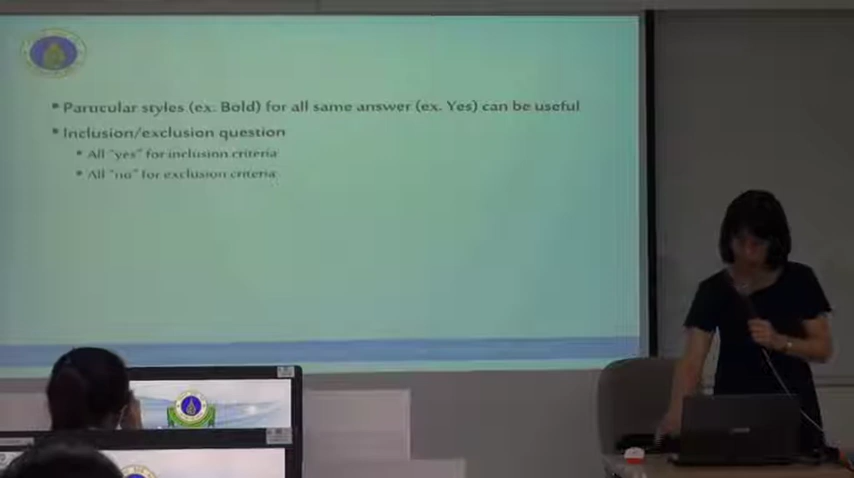 Particular styles (ex. Bold) for all same answer (ex. Yes) can be useful
Inclusion/exclusion question
All "yes" for inclusion criteria
All "no" for exclusion criteria